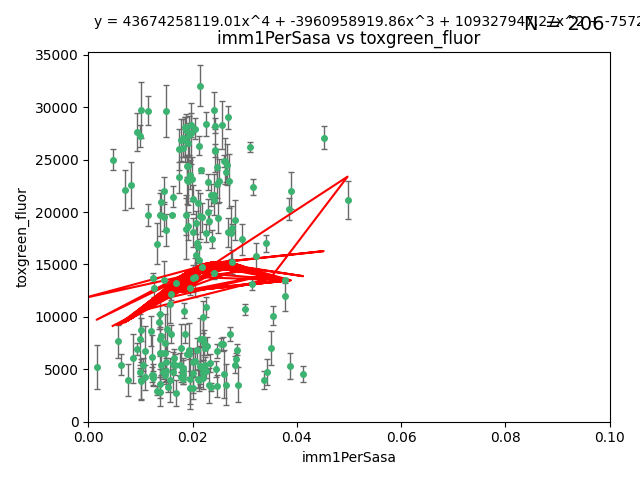 y = 43674258119.01x^4 + -3960958919.86x^3 +
N = 206
imm1PerSasa vs toxgreen_fluor
35000
30000
25000
20000
15000
10000
5000
0
toxgreen_fluor
0.00 0.02 0.04 0.06 0.08 0.10
imm1PerSasa